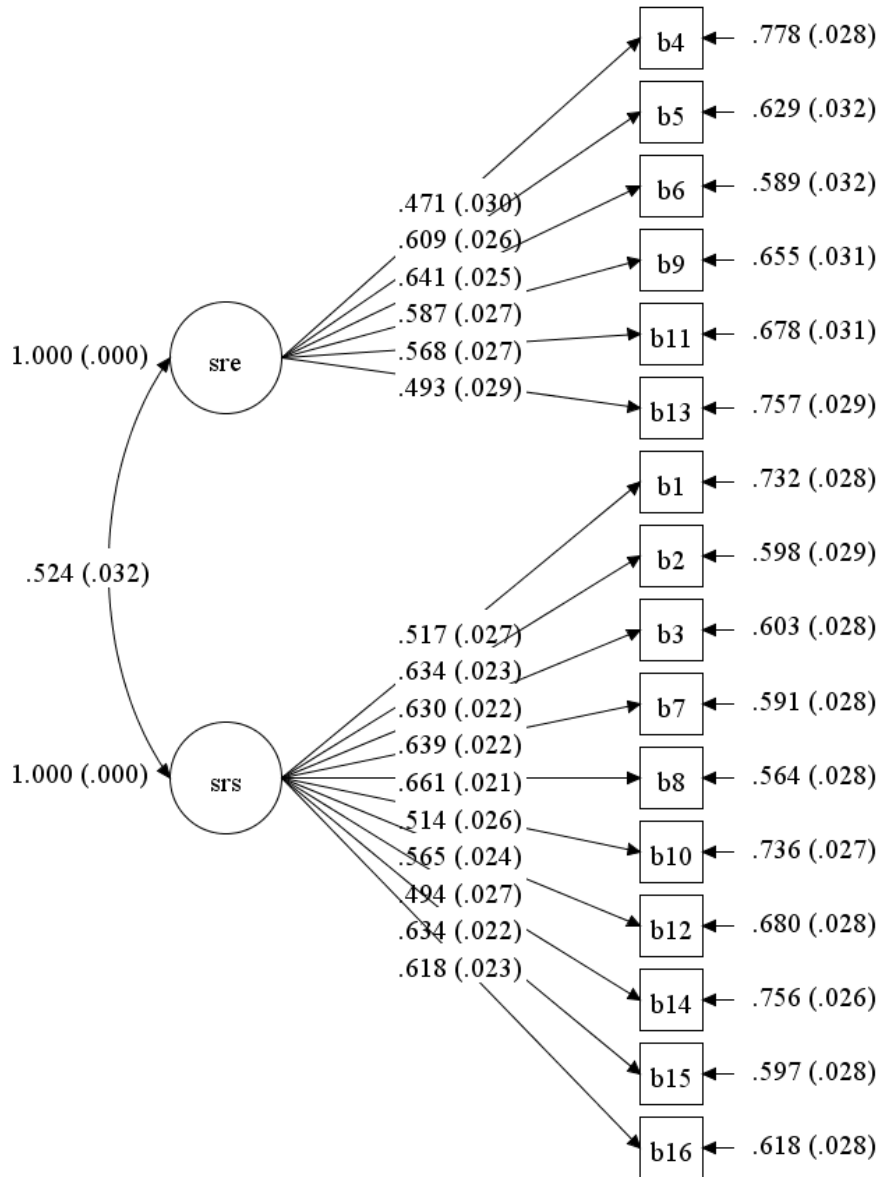 b4 .778 (.028)
b5 .629 (.032)
b6 .589 (.032)
.471 (.030)
.609 (.026)
b9 .655 (.031)
.641 (.025)
.587 (.027)
b11 .678 (.031)
1.000 (.000)
sre
.568 (.027)
.493 (.029)
b13 .757 (.029)
b1 .732 (.028)
b2 .598 (.029)
.524 (.032)
b3 .603 (.028)
.517 (.027)
.634 (.023)
b7 .591 (.028)
.630 (.022)
.639 (.022)
1.000 (.000)
srs
.661 (.021)
b8 .564 (.028)
.514 (.026)
b10 .736 (.027)
.565 (.024)
.494 (.027)
b12 .680 (.028)
.634 (.022)
.618 (.023)
b14 .756 (.026)
b15 .597 (.028)
b16 .618 (.028)